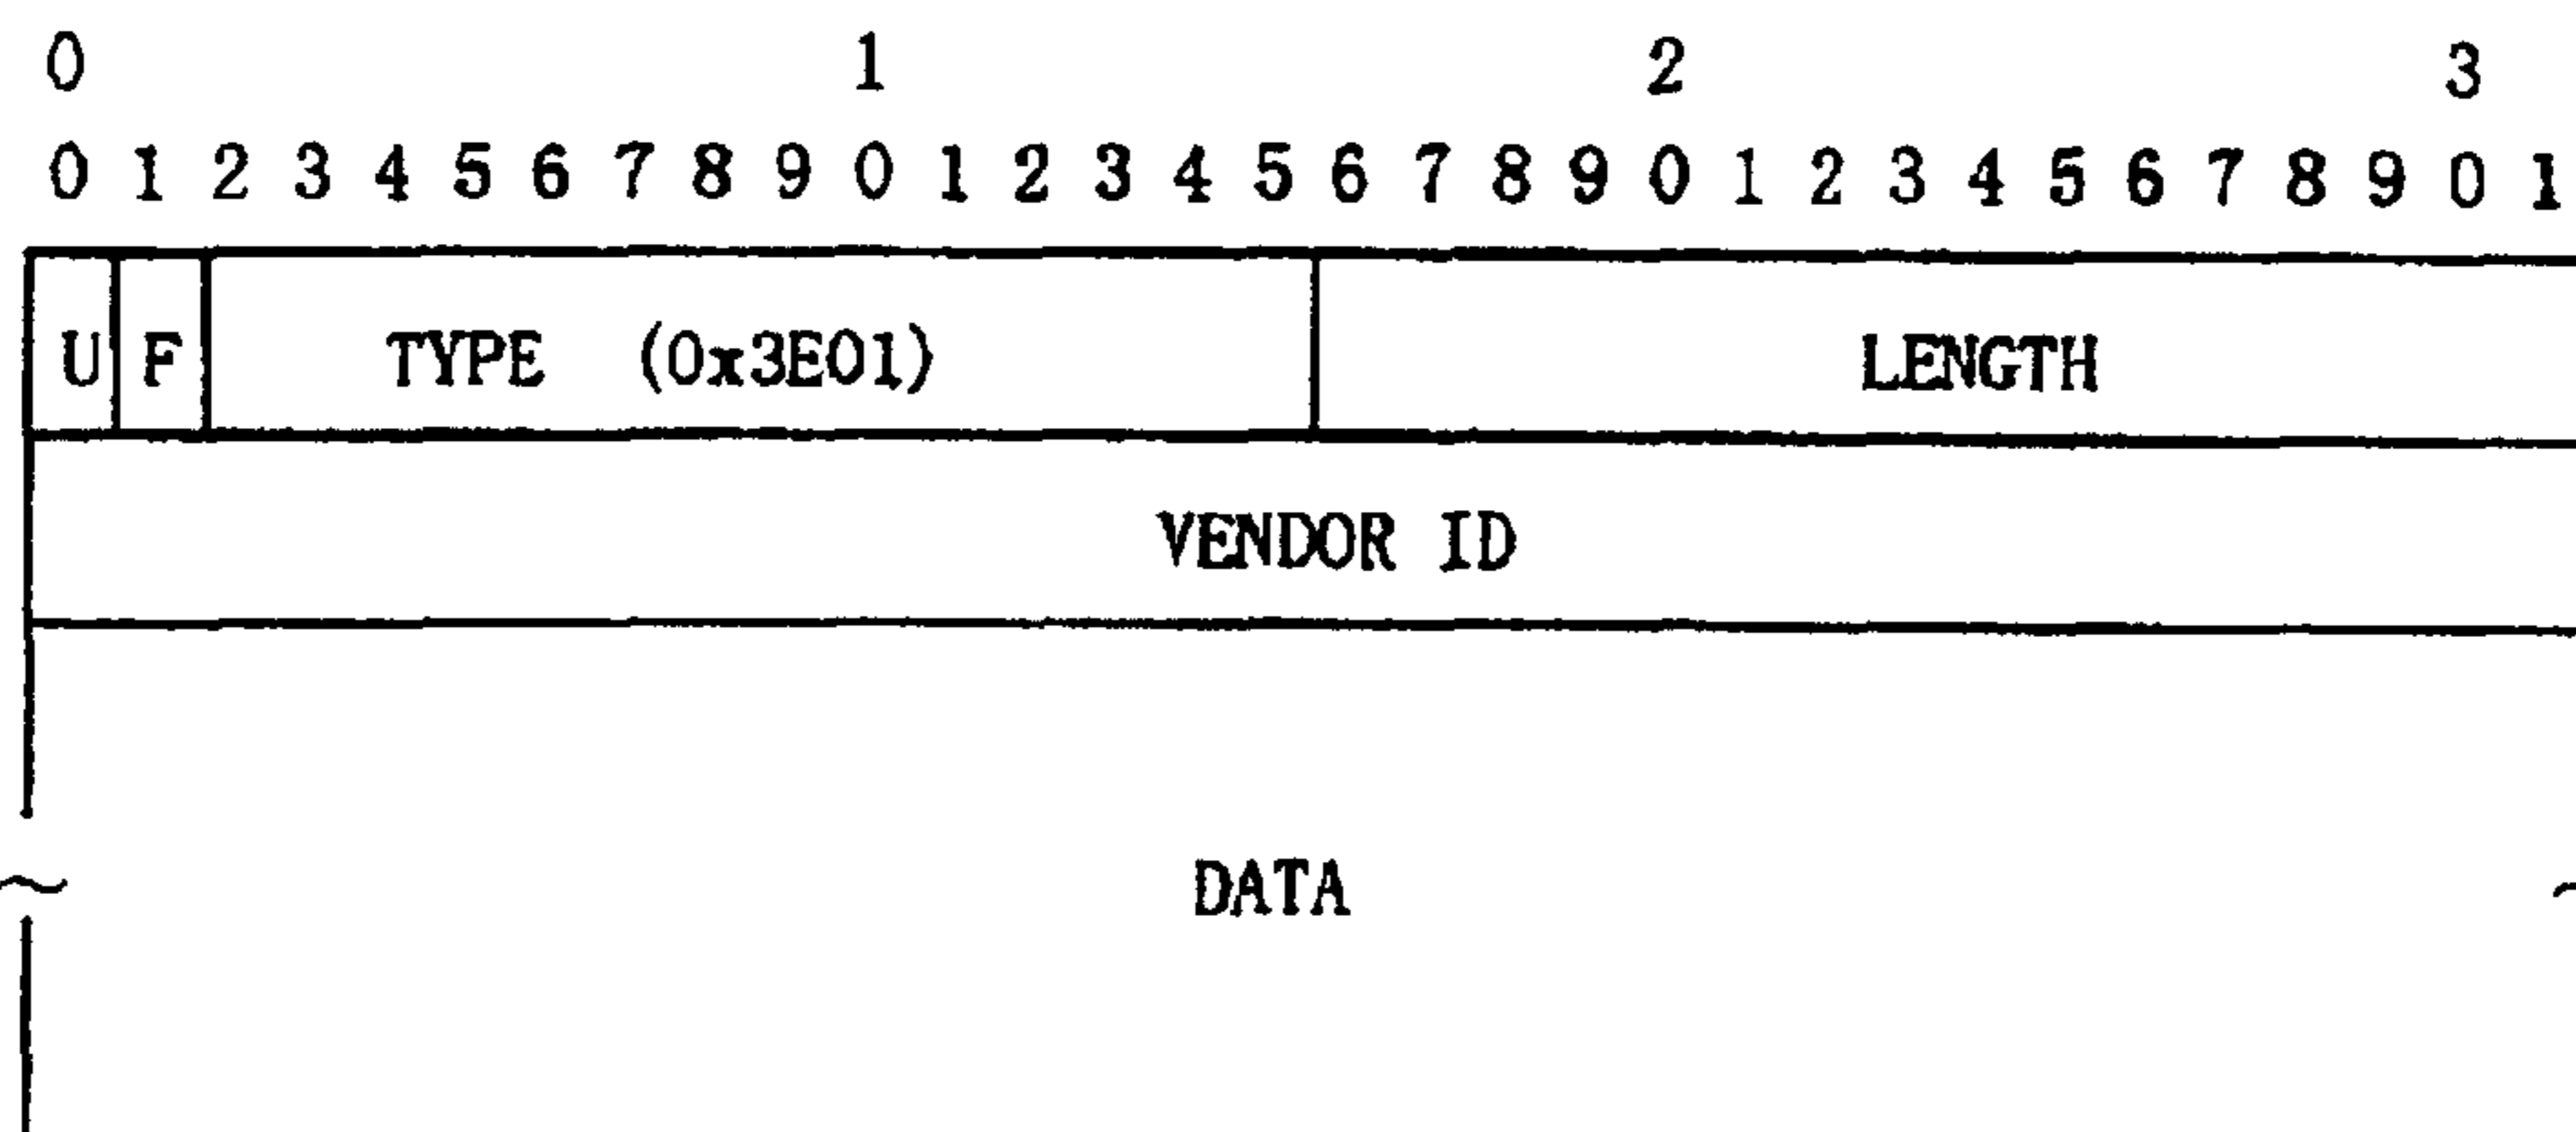 0 1 2 3
0 1 2 3 4 5 6 7 8 9 0 1 2 3 4 5 6 7 8 9 0 1 2 3 4 5 6 7 8 9 0 1
U F TYPE (0x3E01) LENGTH
VENDOR ID
~ DATA ~